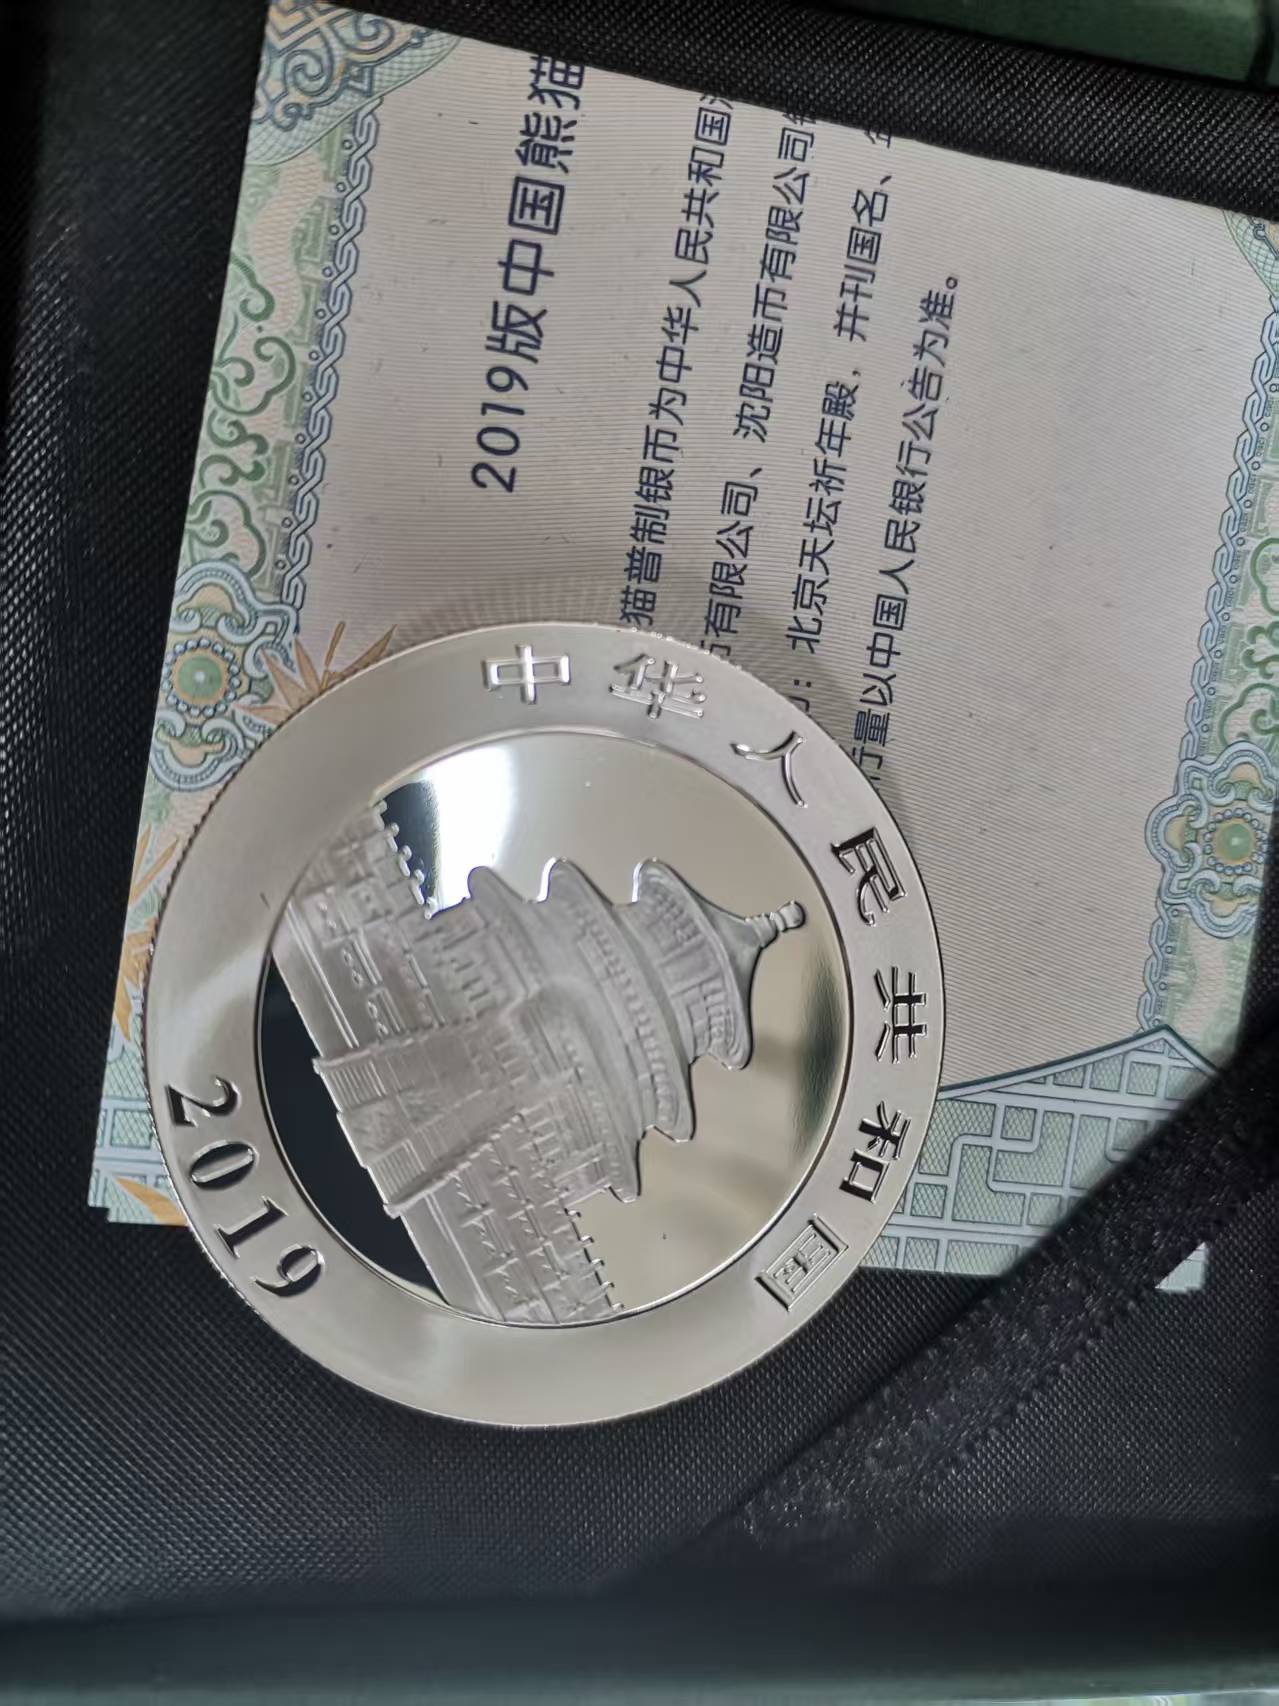 2019版中国熊猫
猫普制银币为中华人民共和国
有限公司、沈阳造币有限公司
：北京天坛祈年殿，并刊国名、
行量以中国人民银行公告为准。
中华人民共和国
2019